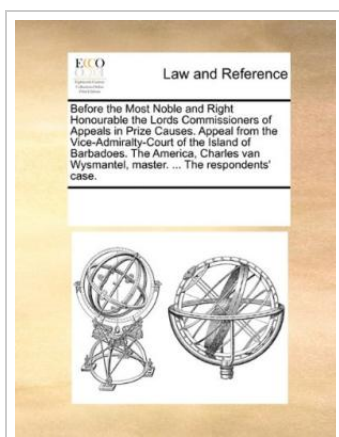 ECCO
Law and Reference
Before the Most Noble and Right
Honourable the Lords Commissioners of
Appeals in Prize Causes. Appeal from the
Vice-Admiralty-Court of the Island of
Barbadoes. The America, Charles van
Wysmantel, master. ... The respondents'
case.